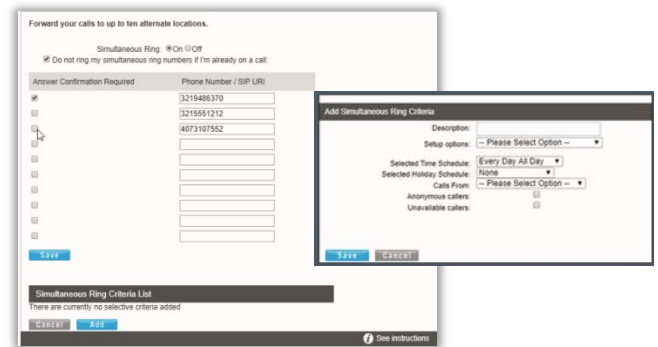 Forward your calls to up to ten alternate locations.
Simultaneous Ring: On Off
Do not ring my simultaneous ring numbers if I'm already on a call:
Answer Confirmation Required Phone Number / SIP URI
3219486370
3215551212
4073107552
Save
Simultaneous Ring Criteria List
There are currently no selective criteria added
Cancel Add
See instructions
Add Simultaneous Ring Criteria
Description:
Setup options: -- Please Select Option --
Selected Time Schedule: Every Day All Day
Selected Holiday Schedule: None
Calls From: -- Please Select Option --
Anonymous callers:
Unavailable callers:
Save Cancel